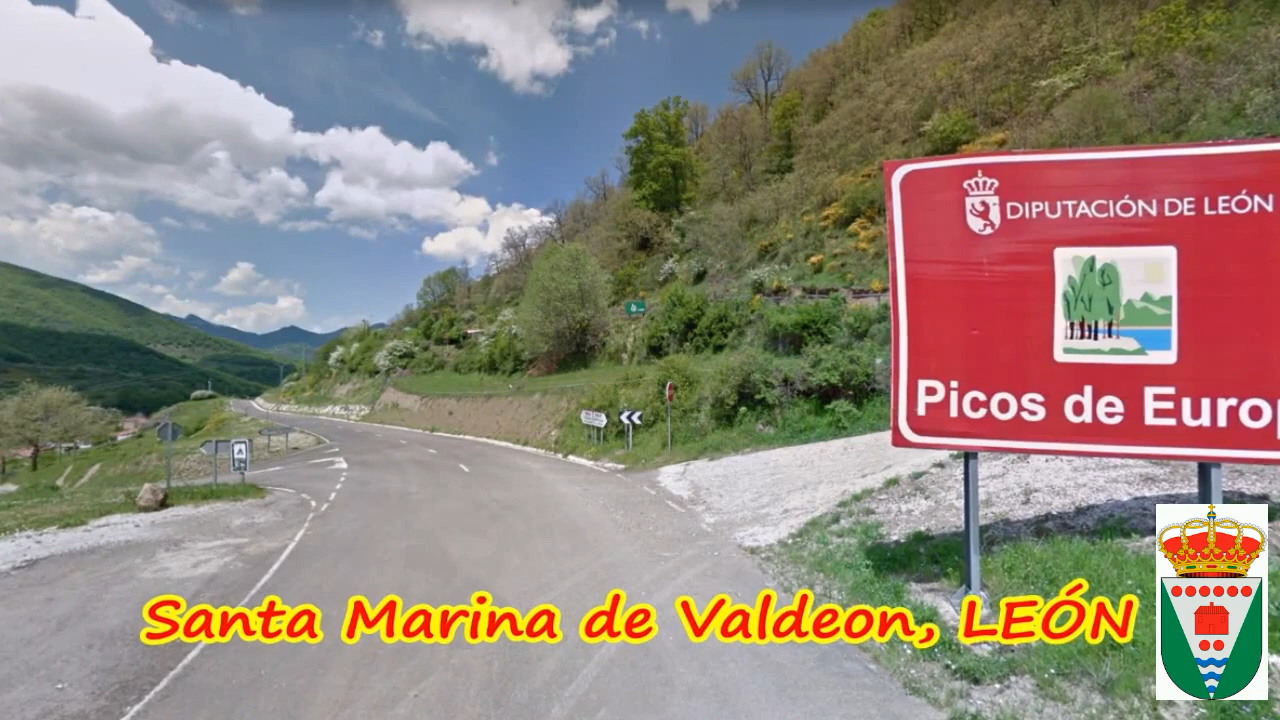 DIPUTACIÓN DE LEÓN
Picos de Europ
Santa Marina de Valdeon, LEÓN